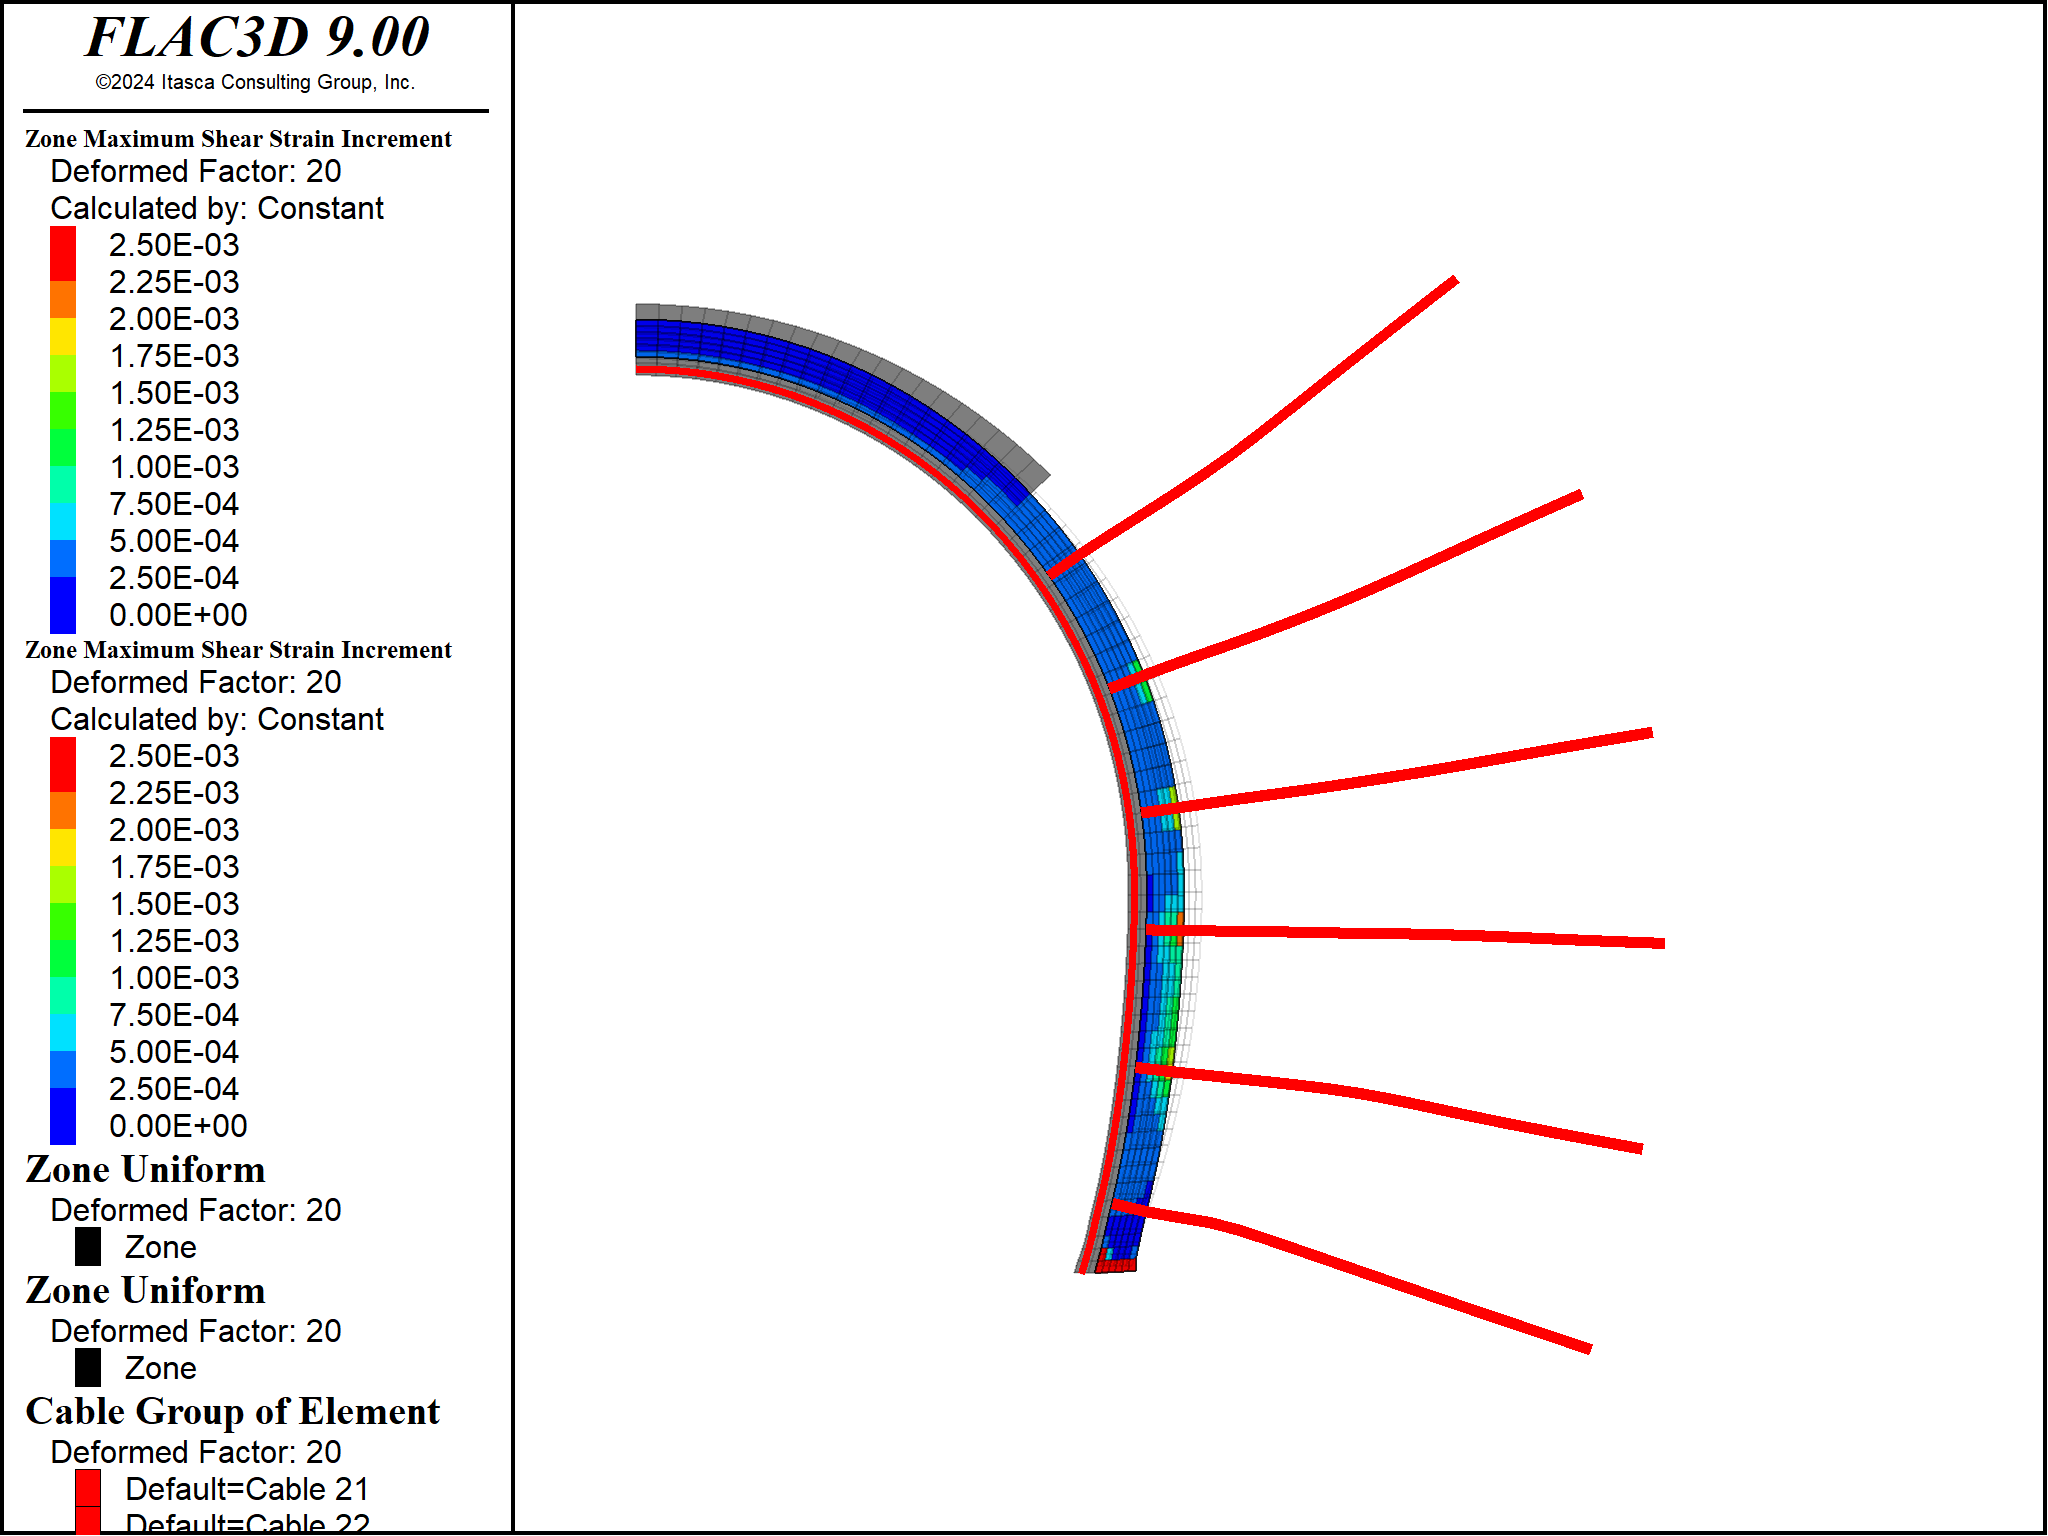 FLAC3D 9.00
©2024 Itasca Consulting Group, Inc.
Zone Maximum Shear Strain Increment
Deformed Factor: 20
Calculated by: Constant
2.50E-03
2.25E-03
2.00E-03
1.75E-03
1.50E-03
1.25E-03
1.00E-03
7.50E-04
5.00E-04
2.50E-04
0.00E+00
Zone Maximum Shear Strain Increment
Deformed Factor: 20
Calculated by: Constant
2.50E-03
2.25E-03
2.00E-03
1.75E-03
1.50E-03
1.25E-03
1.00E-03
7.50E-04
5.00E-04
2.50E-04
0.00E+00
Zone Uniform
Deformed Factor: 20
Zone
Zone Uniform
Deformed Factor: 20
Zone
Cable Group of Element
Deformed Factor: 20
Default=Cable 21
Default=Cable 22